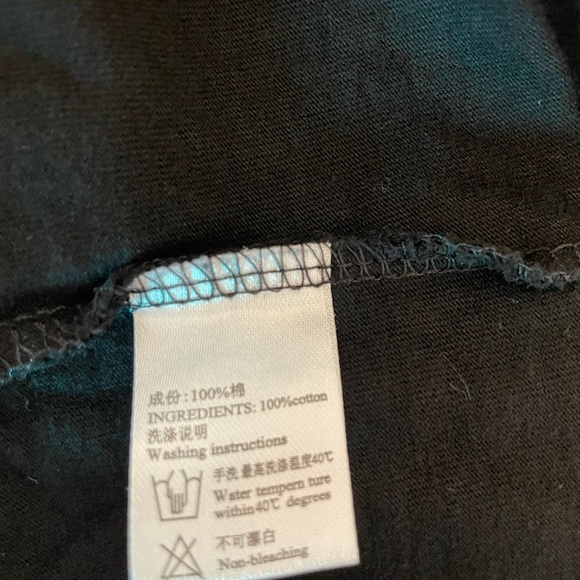 成份:100%棉
INGREDIENTS: 100%cotton
洗涤说明
Washing instructions
手洗 最高洗涤温度40℃
Water tempern ture
within40℃ degrees
不可漂白
Non-bleaching